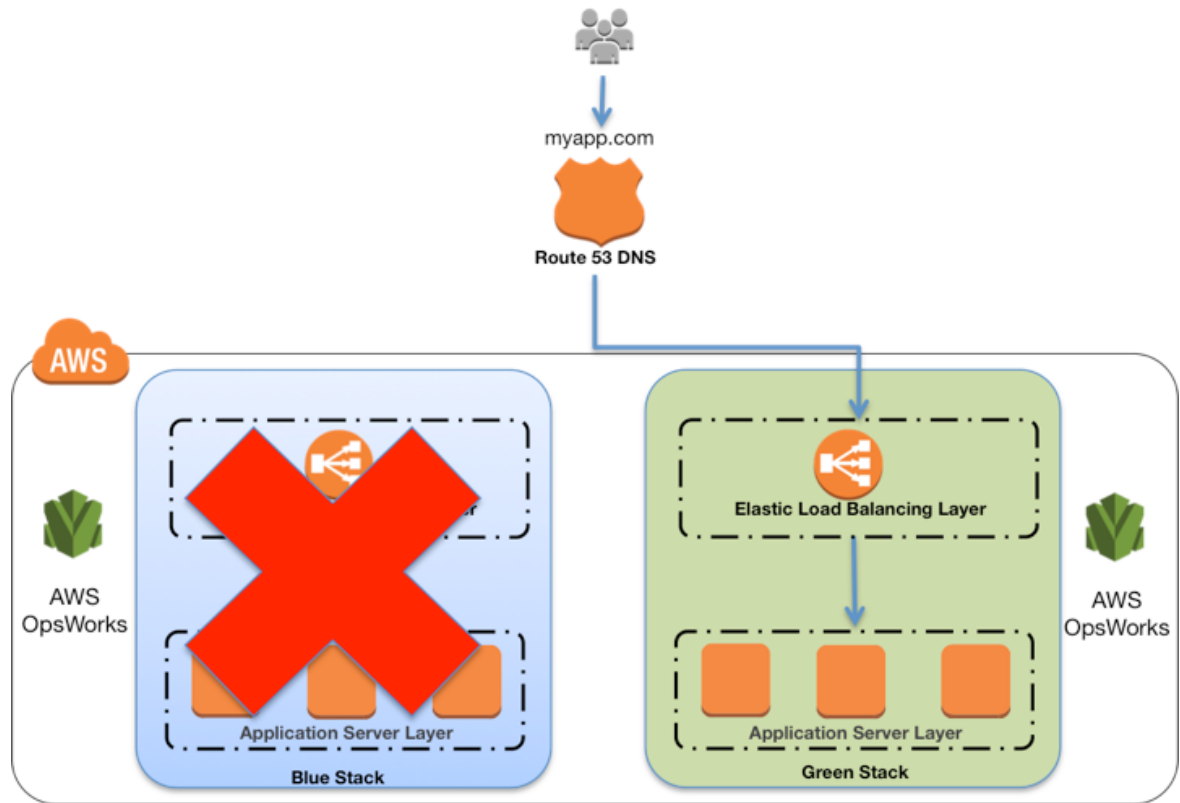 myapp.com
Route 53 DNS
AWS
Elastic Load Balancing Layer
AWS
OpsWorks
AWS
OpsWorks
Application Server Layer
Application Server Layer
Blue Stack
Green Stack